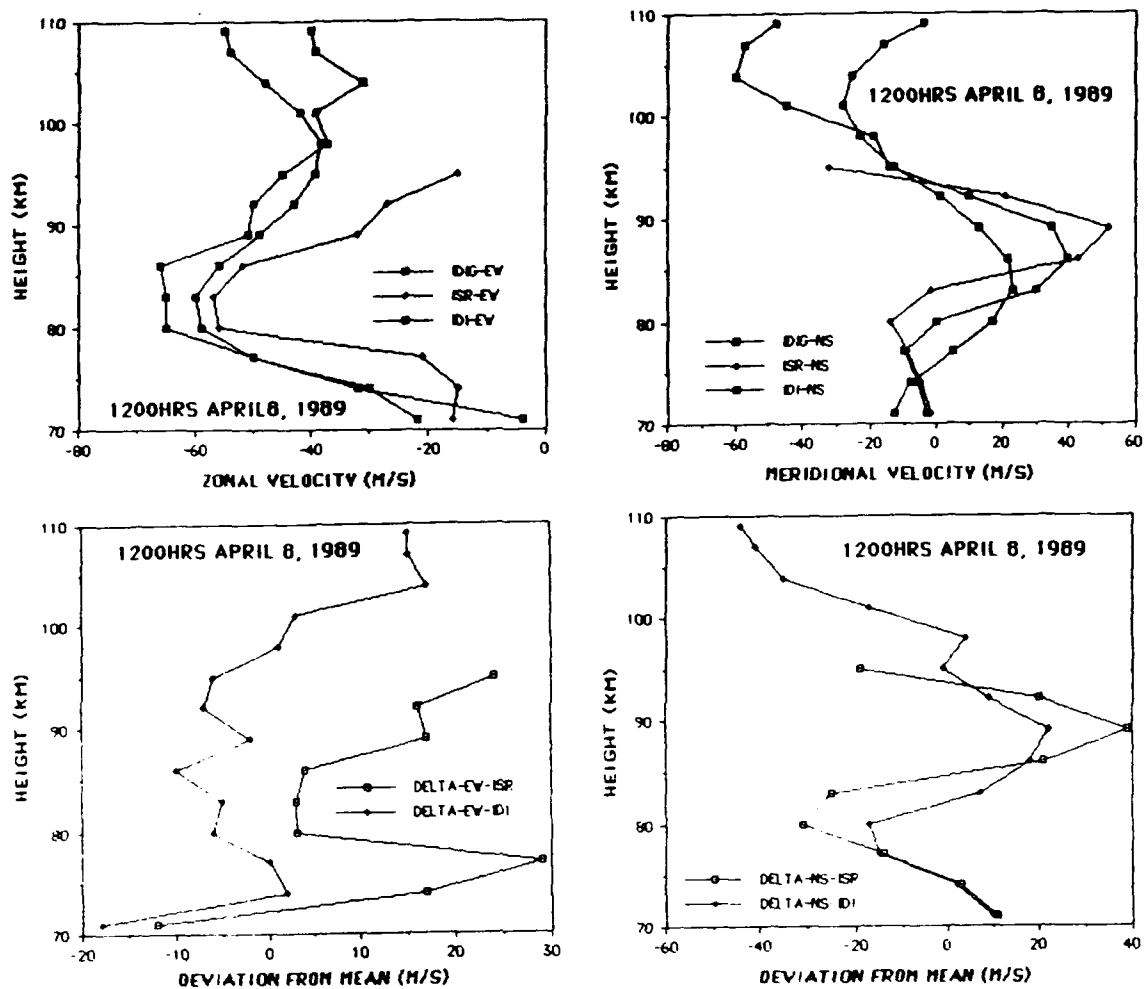 110
100
90
80
70
HEIGHT (KM)
IDIG-EW
ISR-EW
IDI-EW
1200HRS APRIL 8, 1989
-80
-60
-40
-20
0
ZONAL VELOCITY (M/S)
110
100
90
80
70
HEIGHT (KM)
1200HRS APRIL 8, 1989
IDIG-NS
ISR-NS
IDI-NS
-80
-60
-40
-20
0
20
40
60
MERIDIONAL VELOCITY (M/S)
110
100
90
80
70
HEIGHT (KM)
1200HRS APRIL 8, 1989
DELTA-EW-ISR
DELTA-EW-IDI
-20
-10
0
10
20
30
DEVIATION FROM MEAN (M/S)
110
100
90
80
70
HEIGHT (KM)
1200HRS APRIL 8, 1989
DELTA-NS-ISR
DELTA-NS-IDI
-60
-40
-20
0
20
40
DEVIATION FROM MEAN (M/S)